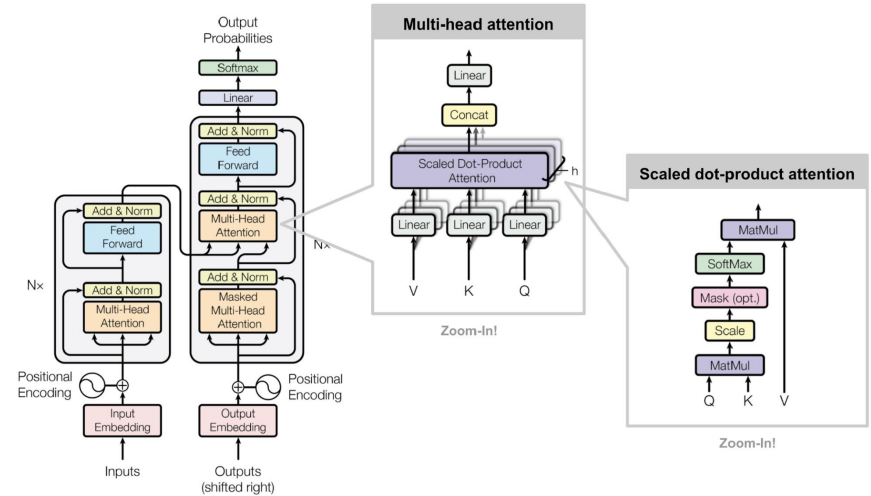 Output
Probabilities
Softmax
Linear
Add & Norm
Feed
Forward
Add & Norm
Multi-Head
Attention
Nx
Add & Norm
Masked
Multi-Head
Attention
Positional
Encoding
Output
Embedding
Outputs
(shifted right)
Add & Norm
Feed
Forward
Nx
Add & Norm
Multi-Head
Attention
Positional
Encoding
Input
Embedding
Inputs
Multi-head attention
Linear
Concat
Scaled Dot-Product
Attention
h
Linear
Linear
Linear
V
K
Q
Zoom-In!
Scaled dot-product attention
MatMul
SoftMax
Mask (opt.)
Scale
MatMul
Q
K
V
Zoom-In!